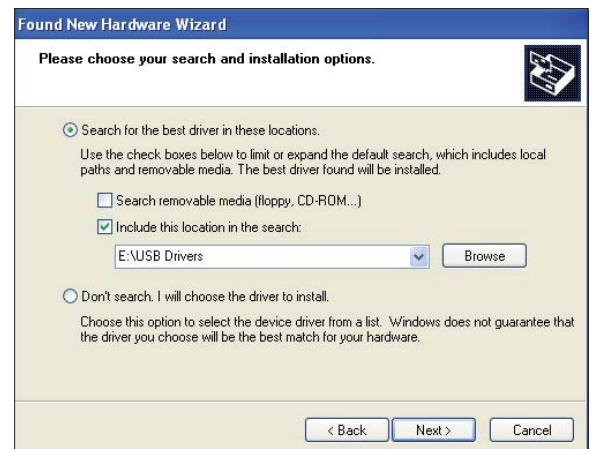 Found New Hardware Wizard
Please choose your search and installation options.
Search for the best driver in these locations.
Use the check boxes below to limit or expand the default search, which includes local
paths and removable media. The best driver found will be installed.
Search removable media (floppy, CD-ROM...)
Include this location in the search:
E:\USB Drivers
Browse
Don't search. I will choose the driver to install.
Choose this option to select the device driver from a list. Windows does not guarantee that
the driver you choose will be the best match for your hardware.
< Back Next > Cancel